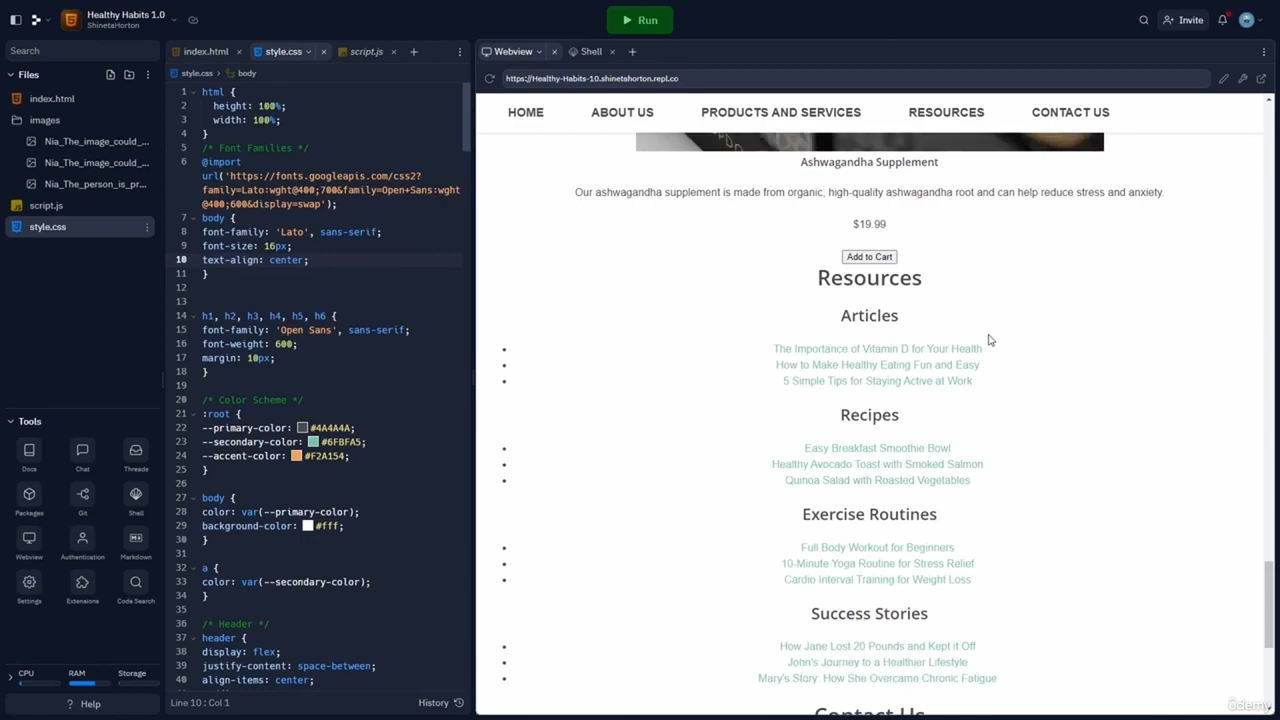 Healthy Habits 1.0
ShinetaHorton
Run
Invite
Search
Files
index.html
images
Nia_The_image_could_...
Nia_The_image_could_...
Nia_The_person_is_pr...
script.js
style.css
Tools
Docs
Chat
Threads
Packages
Git
Shell
Webview
Authentication
Markdown
Settings
Extensions
Code Search
CPU
RAM
Storage
? Help
index.html
style.css
script.js
style.css > body
1 html {
2 height: 100%;
3 width: 100%;
4 }
5 /* Font Families */
6 @import
url('https://fonts.googleapis.com/css2?
family=Lato:wght@400;700&family=Open+Sans:wght
@400;600&display=swap');
7 body {
8 font-family: 'Lato', sans-serif;
9 font-size: 16px;
10 text-align: center;
11 }
12
13
14 h1, h2, h3, h4, h5, h6 {
15 font-family: 'Open Sans', sans-serif;
16 font-weight: 600;
17 margin: 10px;
18 }
19
20 /* Color Scheme */
21 :root {
22 --primary-color: #4A4A4A;
23 --secondary-color: #6FBFA5;
24 --accent-color: #F2A154;
25 }
26
27 body {
28 color: var(--primary-color);
29 background-color: #fff;
30 }
31
32 a {
33 color: var(--secondary-color);
34 }
35
36 /* Header */
37 header {
38 display: flex;
39 justify-content: space-between;
40 align-items: center;
Line 10 : Col 1
History
Webview
Shell
https://Healthy-Habits-10.shinetahorton.repl.co
HOME ABOUT US PRODUCTS AND SERVICES RESOURCES CONTACT US
Ashwagandha Supplement
Our ashwagandha supplement is made from organic, high-quality ashwagandha root and can help reduce stress and anxiety.
$19.99
Add to Cart
Resources
Articles
• The Importance of Vitamin D for Your Health
• How to Make Healthy Eating Fun and Easy
• 5 Simple Tips for Staying Active at Work
Recipes
• Easy Breakfast Smoothie Bowl
• Healthy Avocado Toast with Smoked Salmon
• Quinoa Salad with Roasted Vegetables
Exercise Routines
• Full Body Workout for Beginners
• 10-Minute Yoga Routine for Stress Relief
• Cardio Interval Training for Weight Loss
Success Stories
• How Jane Lost 20 Pounds and Kept it Off
• John's Journey to a Healthier Lifestyle
• Mary's Story: How She Overcame Chronic Fatigue
Contact Us
ûdemy